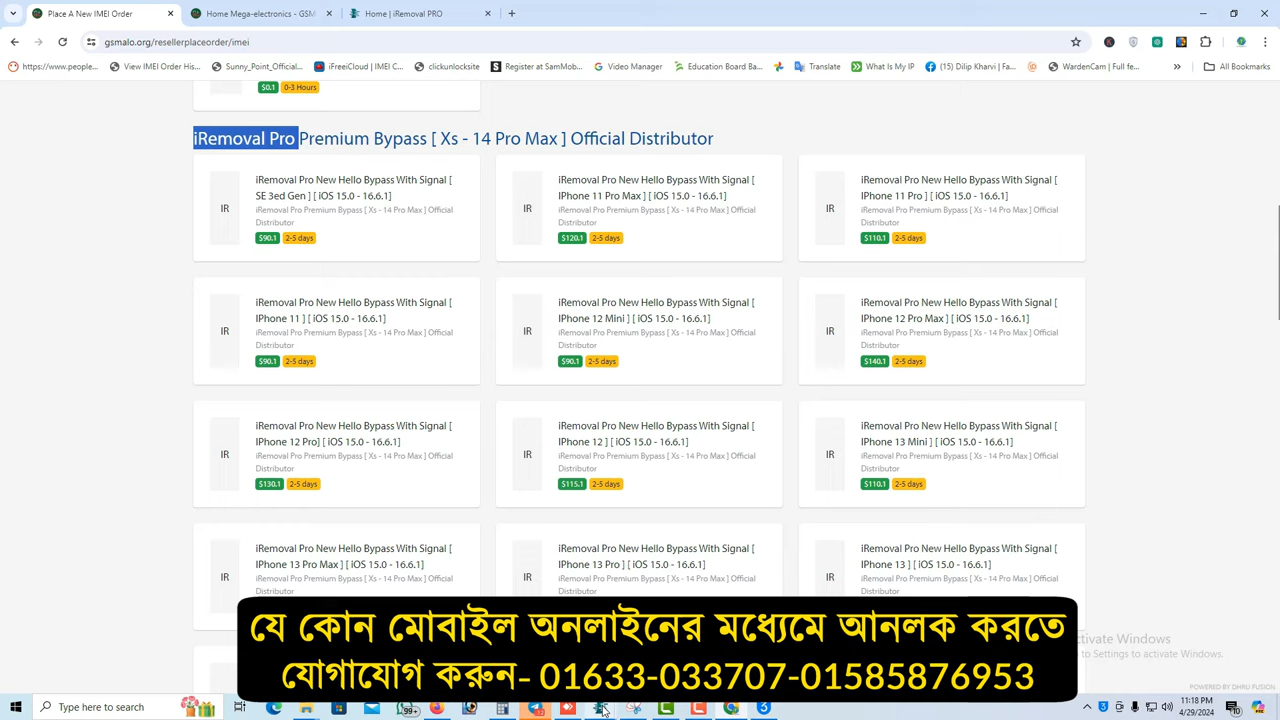 Place A New IMEI Order
Home Mega-electronics - GSM
Home | iRemoval PRO
gsmalo.org/resellerplaceorder/imei
https://www.people...
View IMEI Order His...
Sunny_Point_Official...
iFreeiCloud | IMEI C...
clickunlocksite
Register at SamMob...
Video Manager
Education Board Ba...
Translate
What Is My IP
(15) Dilip Kharvi | Fa...
WardenCam | Full fe...
All Bookmarks
$0.1 0-3 Hours
iRemoval Pro - Premium Bypass [ Xs - 14 Pro Max ] Official Distributor
IR
iRemoval Pro New Hello Bypass With Signal [
SE 3ed Gen ] [ iOS 15.0 - 16.6.1]
iRemoval Pro Premium Bypass [ Xs - 14 Pro Max ] Official
Distributor
$90.1 2-5 days
IR
iRemoval Pro New Hello Bypass With Signal [
IPhone 11 Pro Max ] [ iOS 15.0 - 16.6.1]
iRemoval Pro Premium Bypass [ Xs - 14 Pro Max ] Official
Distributor
$120.1 2-5 days
IR
iRemoval Pro New Hello Bypass With Signal [
IPhone 11 Pro ] [ iOS 15.0 - 16.6.1]
iRemoval Pro Premium Bypass [ Xs - 14 Pro Max ] Official
Distributor
$110.1 2-5 days
IR
iRemoval Pro New Hello Bypass With Signal [
IPhone 11 ] [ iOS 15.0 - 16.6.1]
iRemoval Pro Premium Bypass [ Xs - 14 Pro Max ] Official
Distributor
$90.1 2-5 days
IR
iRemoval Pro New Hello Bypass With Signal [
IPhone 12 Mini ] [ iOS 15.0 - 16.6.1]
iRemoval Pro Premium Bypass [ Xs - 14 Pro Max ] Official
Distributor
$90.1 2-5 days
IR
iRemoval Pro New Hello Bypass With Signal [
IPhone 12 Pro Max ] [ iOS 15.0 - 16.6.1]
iRemoval Pro Premium Bypass [ Xs - 14 Pro Max ] Official
Distributor
$140.1 2-5 days
IR
iRemoval Pro New Hello Bypass With Signal [
IPhone 12 Pro] [ iOS 15.0 - 16.6.1]
iRemoval Pro Premium Bypass [ Xs - 14 Pro Max ] Official
Distributor
$130.1 2-5 days
IR
iRemoval Pro New Hello Bypass With Signal [
IPhone 12 ] [ iOS 15.0 - 16.6.1]
iRemoval Pro Premium Bypass [ Xs - 14 Pro Max ] Official
Distributor
$115.1 2-5 days
IR
iRemoval Pro New Hello Bypass With Signal [
IPhone 13 Mini ] [ iOS 15.0 - 16.6.1]
iRemoval Pro Premium Bypass [ Xs - 14 Pro Max ] Official
Distributor
$110.1 2-5 days
IR
iRemoval Pro New Hello Bypass With Signal [
IPhone 13 Pro Max ] [ iOS 15.0 - 16.6.1]
iRemoval Pro Premium Bypass [ Xs - 14 Pro Max ] Official
IR
iRemoval Pro New Hello Bypass With Signal [
IPhone 13 Pro ] [ iOS 15.0 - 16.6.1]
iRemoval Pro Premium Bypass [ Xs - 14 Pro Max ] Official
IR
iRemoval Pro New Hello Bypass With Signal [
IPhone 13 ] [ iOS 15.0 - 16.6.1]
iRemoval Pro Premium Bypass [ Xs - 14 Pro Max ] Official
যে কোন মোবাইল অনলাইনের মধ্যেমে আনলক করতে
যোগাযোগ করুন- 01633-033707-01585876953
ctivate Windows
to Settings to activate Windows.
POWERED BY DHRU FUSION
Type here to search
99+
11:18 PM
4/29/2024
10